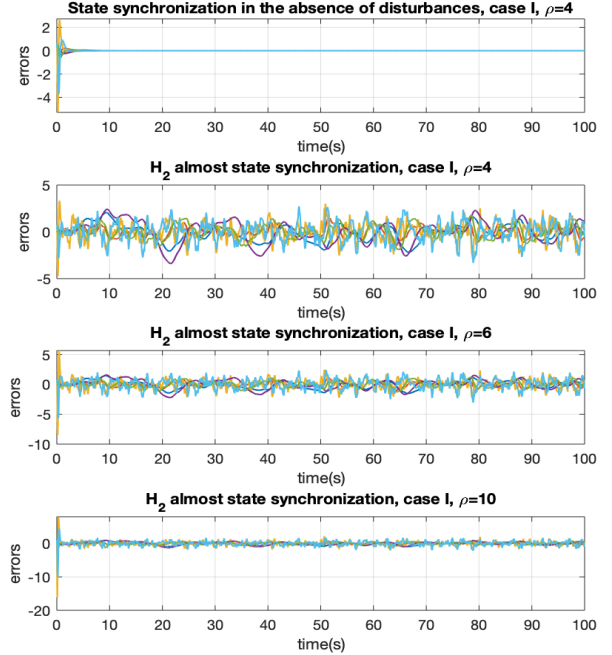 State synchronization in the absence of disturbances, case I, ρ=4
errors
2
0
-2
-4
0 10 20 30 40 50 60 70 80 90 100
time(s)
H2 almost state synchronization, case I, ρ=4
errors
5
0
-5
0 10 20 30 40 50 60 70 80 90 100
time(s)
H2 almost state synchronization, case I, ρ=6
errors
5
0
-5
-10
0 10 20 30 40 50 60 70 80 90 100
time(s)
H2 almost state synchronization, case I, ρ=10
errors
0
-10
-20
0 10 20 30 40 50 60 70 80 90 100
time(s)